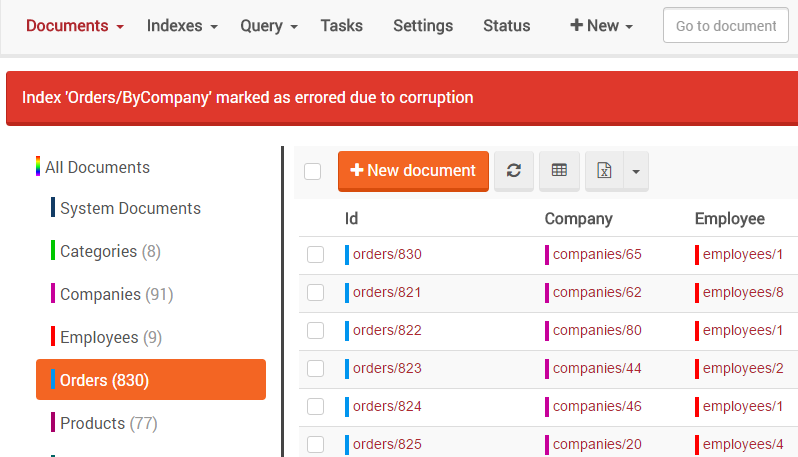 Documents Indexes Query Tasks Settings Status New Go to document
Index 'Orders/ByCompany' marked as errored due to corruption
All Documents
System Documents
Categories (8)
Companies (91)
Employees (9)
Orders (830)
Products (77)
New document
Id Company Employee
orders/830 companies/65 employees/1
orders/821 companies/62 employees/8
orders/822 companies/80 employees/1
orders/823 companies/44 employees/2
orders/824 companies/46 employees/1
orders/825 companies/20 employees/4